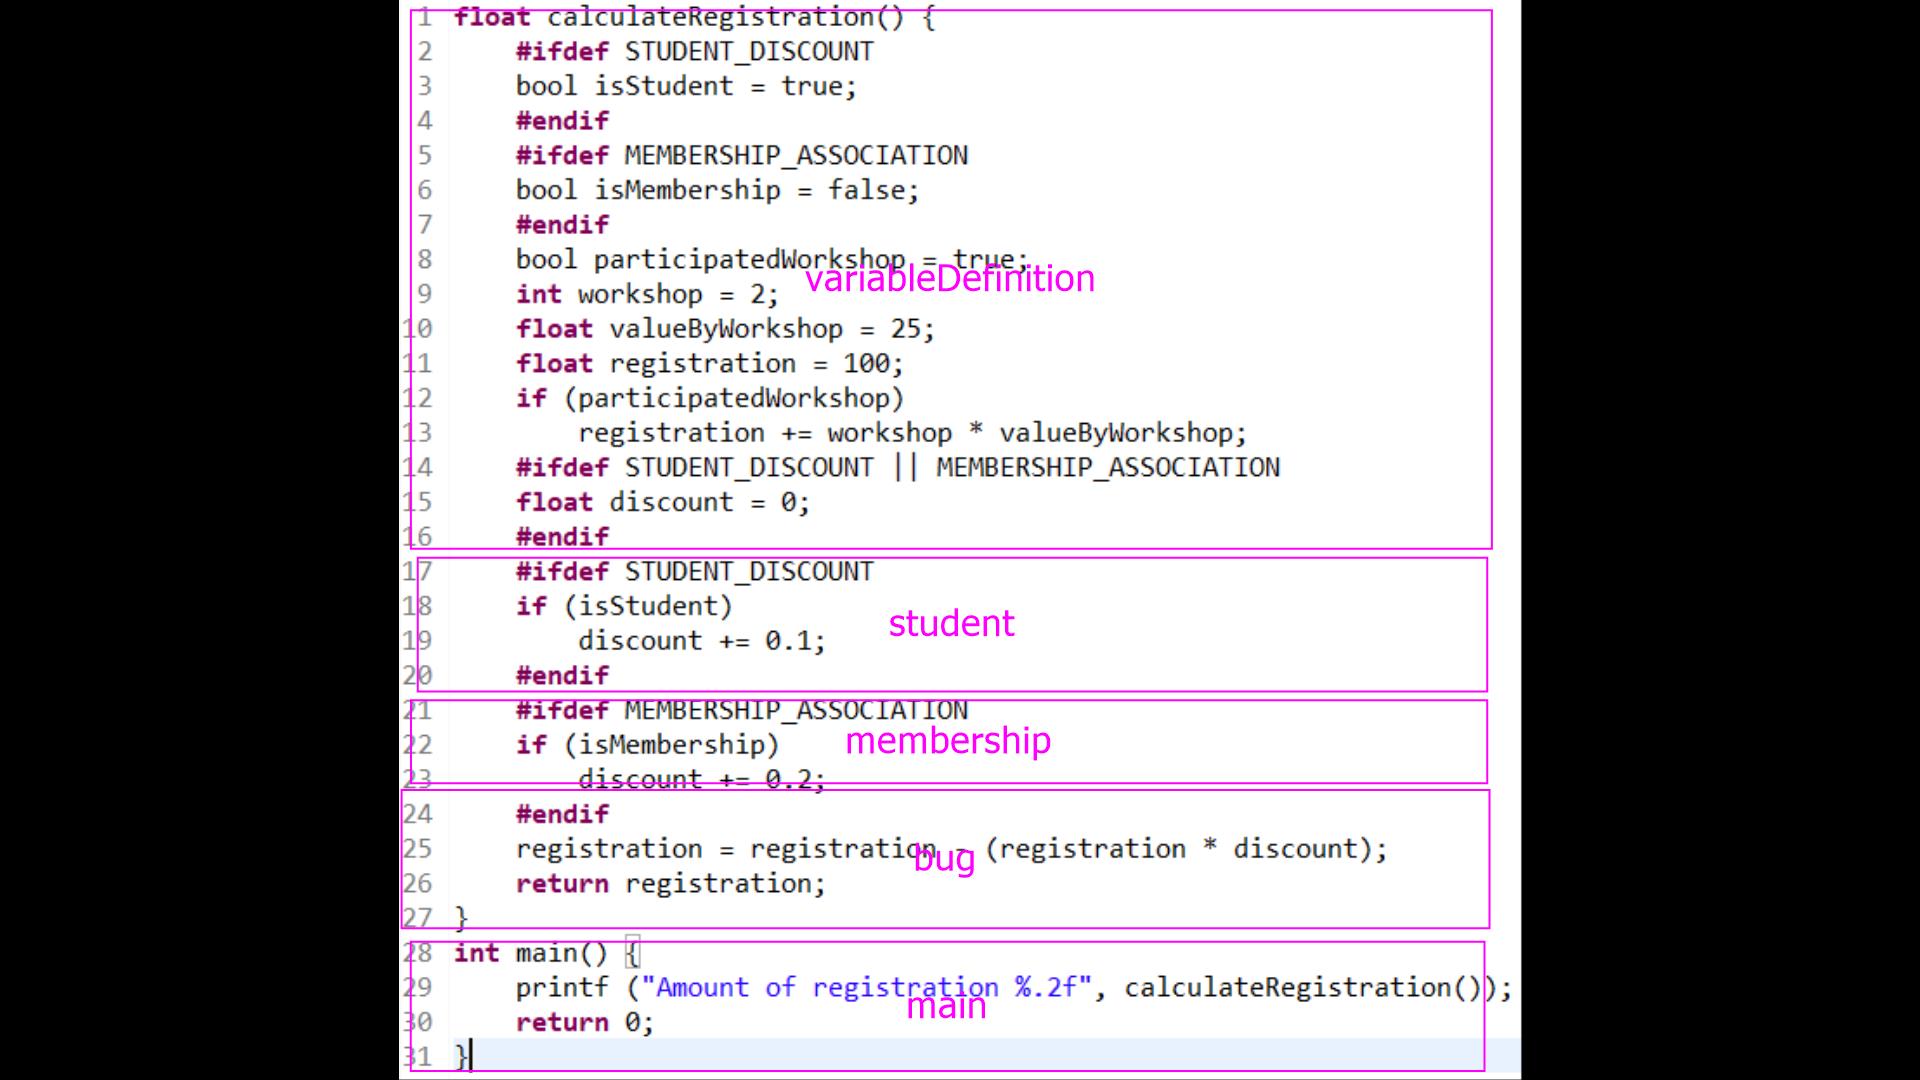 1 float calculateRegistration() {
2 #ifdef STUDENT_DISCOUNT
3 bool isStudent = true;
4 #endif
5 #ifdef MEMBERSHIP_ASSOCIATION
6 bool isMembership = false;
7 #endif
8 bool participatedWorkshop = true;
variableDefinition
9 int workshop = 2;
10 float valueByWorkshop = 25;
11 float registration = 100;
12 if (participatedWorkshop)
13 registration += workshop * valueByWorkshop;
14 #ifdef STUDENT_DISCOUNT || MEMBERSHIP_ASSOCIATION
15 float discount = 0;
16 #endif
17 #ifdef STUDENT_DISCOUNT
18 if (isStudent)
student
19 discount += 0.1;
20 #endif
21 #ifdef MEMBERSHIP_ASSOCIATION
22 if (isMembership)
membership
23 discount += 0.2;
24 #endif
25 registration = registration - (registration * discount);
bug
26 return registration;
27 }
28 int main() {
29 printf ("Amount of registration %.2f", calculateRegistration());
main
30 return 0;
31 }